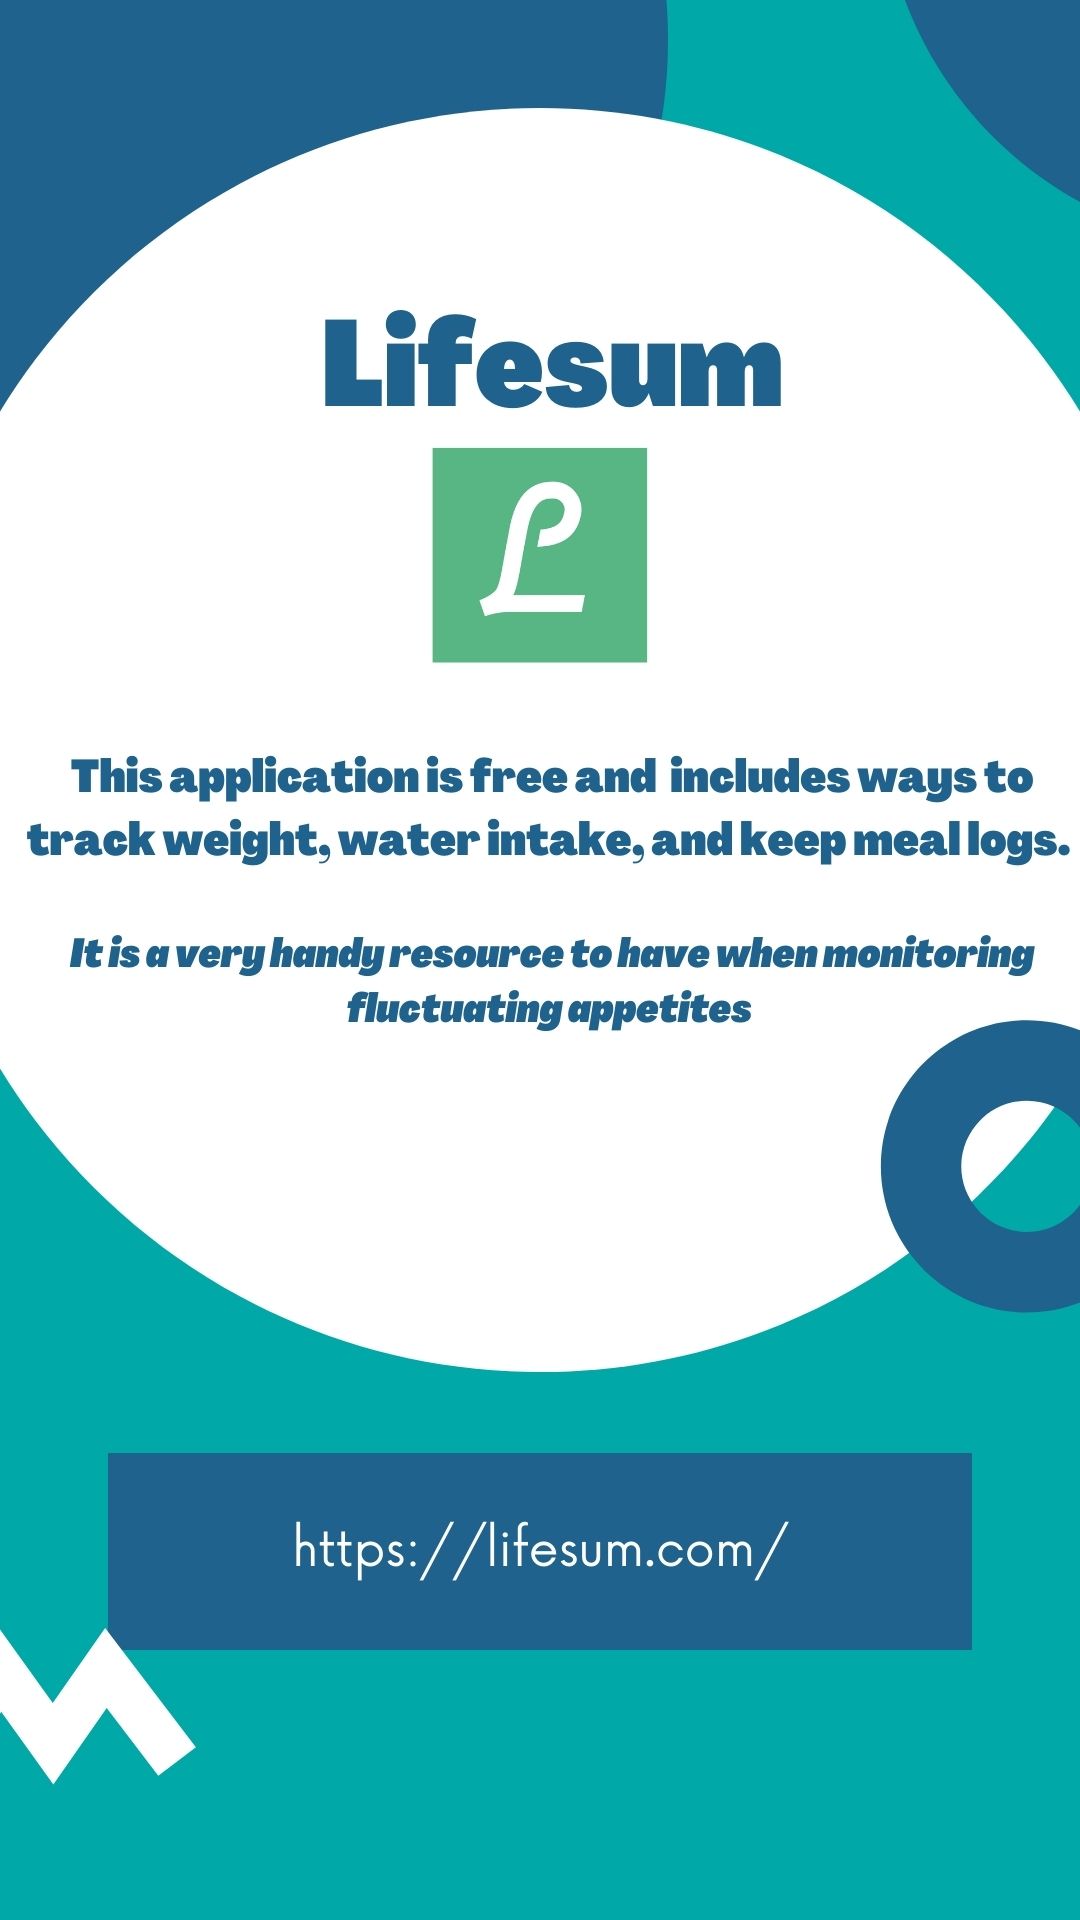 Lifesum
L
This application is free and includes ways to
track weight, water intake, and keep meal logs.
It is a very handy resource to have when monitoring
fluctuating appetites
https://lifesum.com/